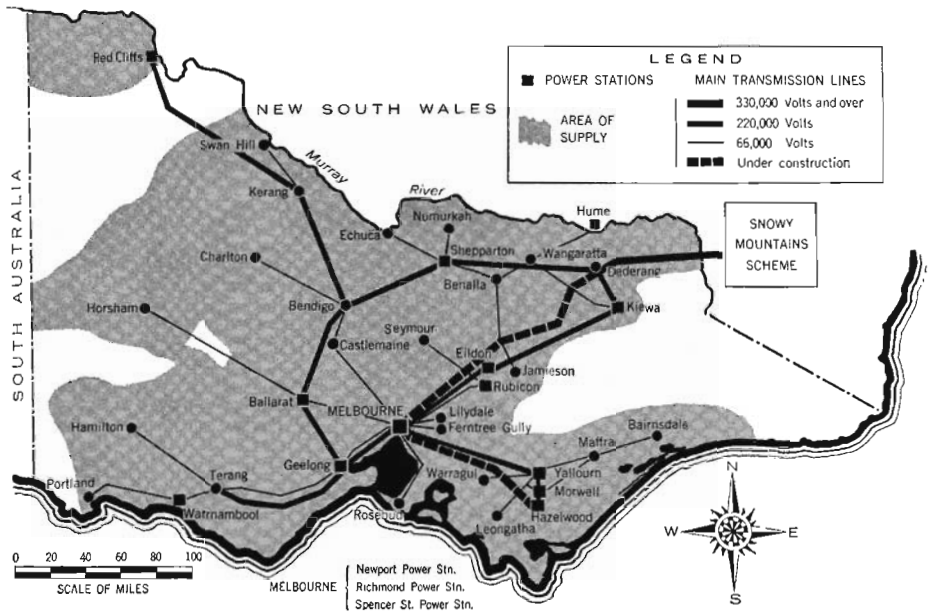 LEGEND
POWER STATIONS
MAIN TRANSMISSION LINES
AREA OF
SUPPLY
330,000 Volts and over
220,000 Volts
66,000 Volts
Under construction
Red Cliffs
NEW SOUTH WALES
Swan Hill
Murray
River
Kerang
Echuca
Numurkah
Hume
SNOWY
MOUNTAINS
SCHEME
Shepparton
Wangaratta
Dederang
Charlton
Benalla
SOUTH AUSTRALIA
Horsham
Bendigo
Kiewa
Seymour
Castlemaine
Eildon
Jamieson
Rubicon
Ballarat
MELBOURNE
Lilydale
Ferntree Gully
Hamilton
Bairnsdale
Maffra
Geelong
Warragul
Yallourn
Portland
Terang
Morwell
Warrnambool
Rosebud
Hazelwood
Leongatha
N
W
E
S
0 20 40 60 80 100
SCALE OF MILES
MELBOURNE
Newport Power Stn.
Richmond Power Stn.
Spencer St. Power Stn.